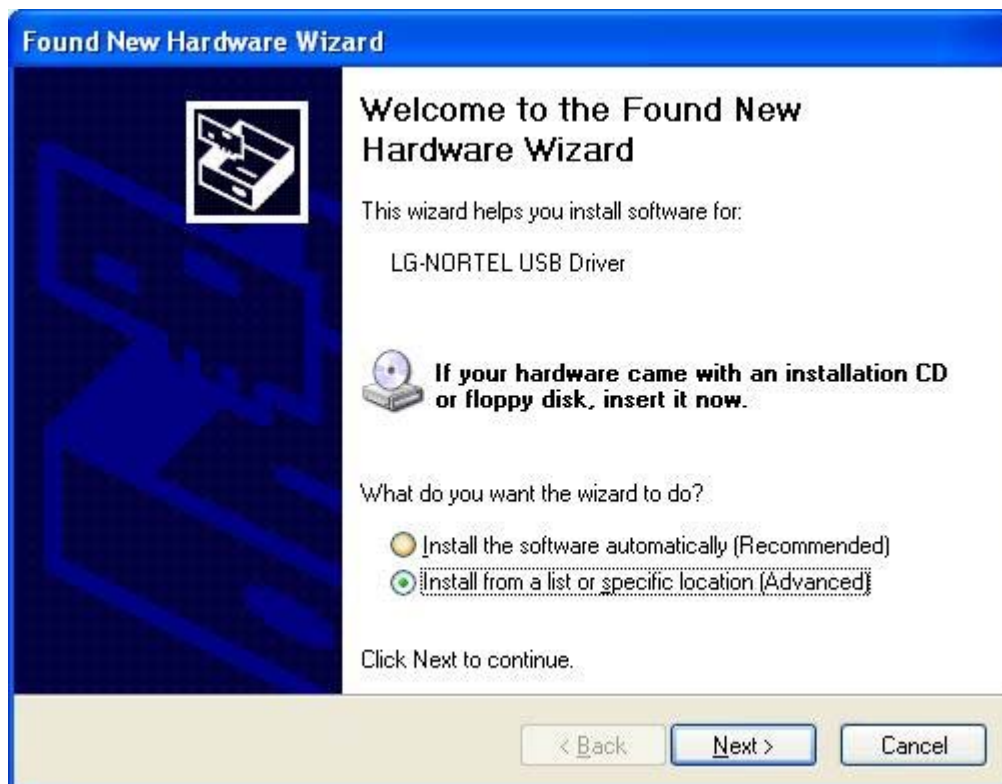 Found New Hardware Wizard
Welcome to the Found New
Hardware Wizard
This wizard helps you install software for:
LG-NORTEL USB Driver
If your hardware came with an installation CD
or floppy disk, insert it now.
What do you want the wizard to do?
Install the software automatically (Recommended)
Install from a list or specific location (Advanced)
Click Next to continue.
< Back
Next >
Cancel